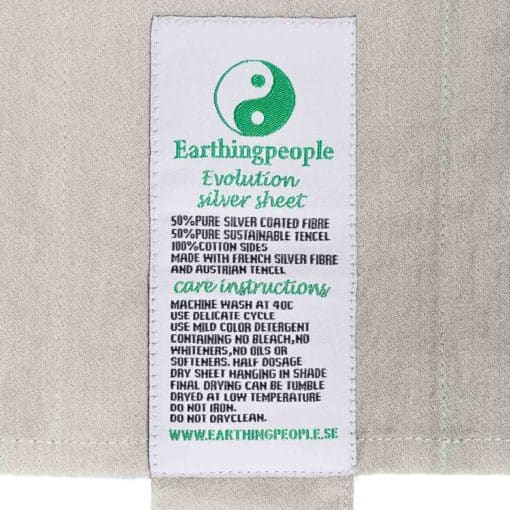 Earthingpeople
Evolution
silver sheet
50%PURE SILVER COATED FIBRE
50%PURE SUSTAINABLE TENCEL
100%COTTON SIDES
MADE WITH FRENCH SILVER FIBRE
AND AUSTRIAN TENCEL
care instructions
MACHINE WASH AT 40C
USE DELICATE CYCLE
USE MILD COLOR DETERGENT
CONTAINING NO BLEACH,NO
WHITENERS,NO OILS OR
SOFTENERS. HALF DOSAGE
DRY SHEET HANGING IN SHADE
FINAL DRYING CAN BE TUMBLE
DRYED AT LOW TEMPERATURE
DO NOT IRON.
DO NOT DRYCLEAN.
WWW.EARTHINGPEOPLE.SE